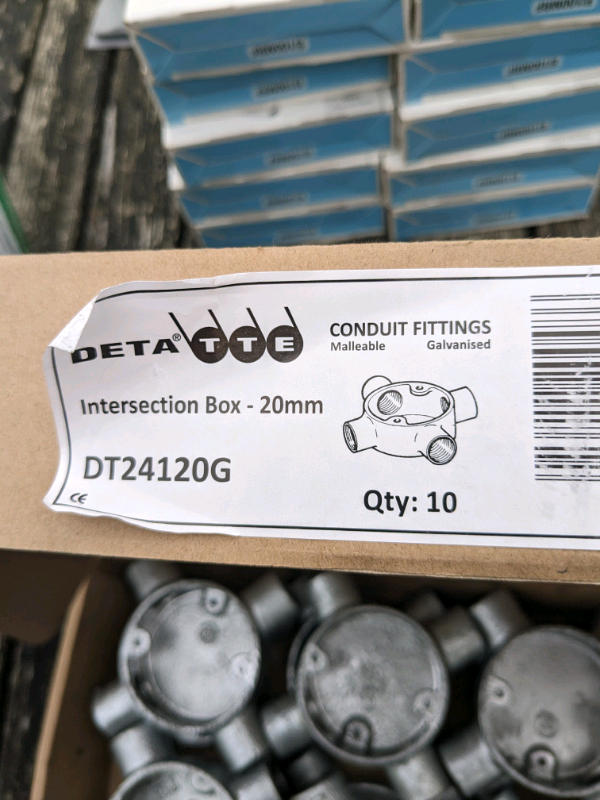 DETA® TTE
CONDUIT FITTINGS
Malleable Galvanised
Intersection Box - 20mm
DT24120G
CE
Qty: 10